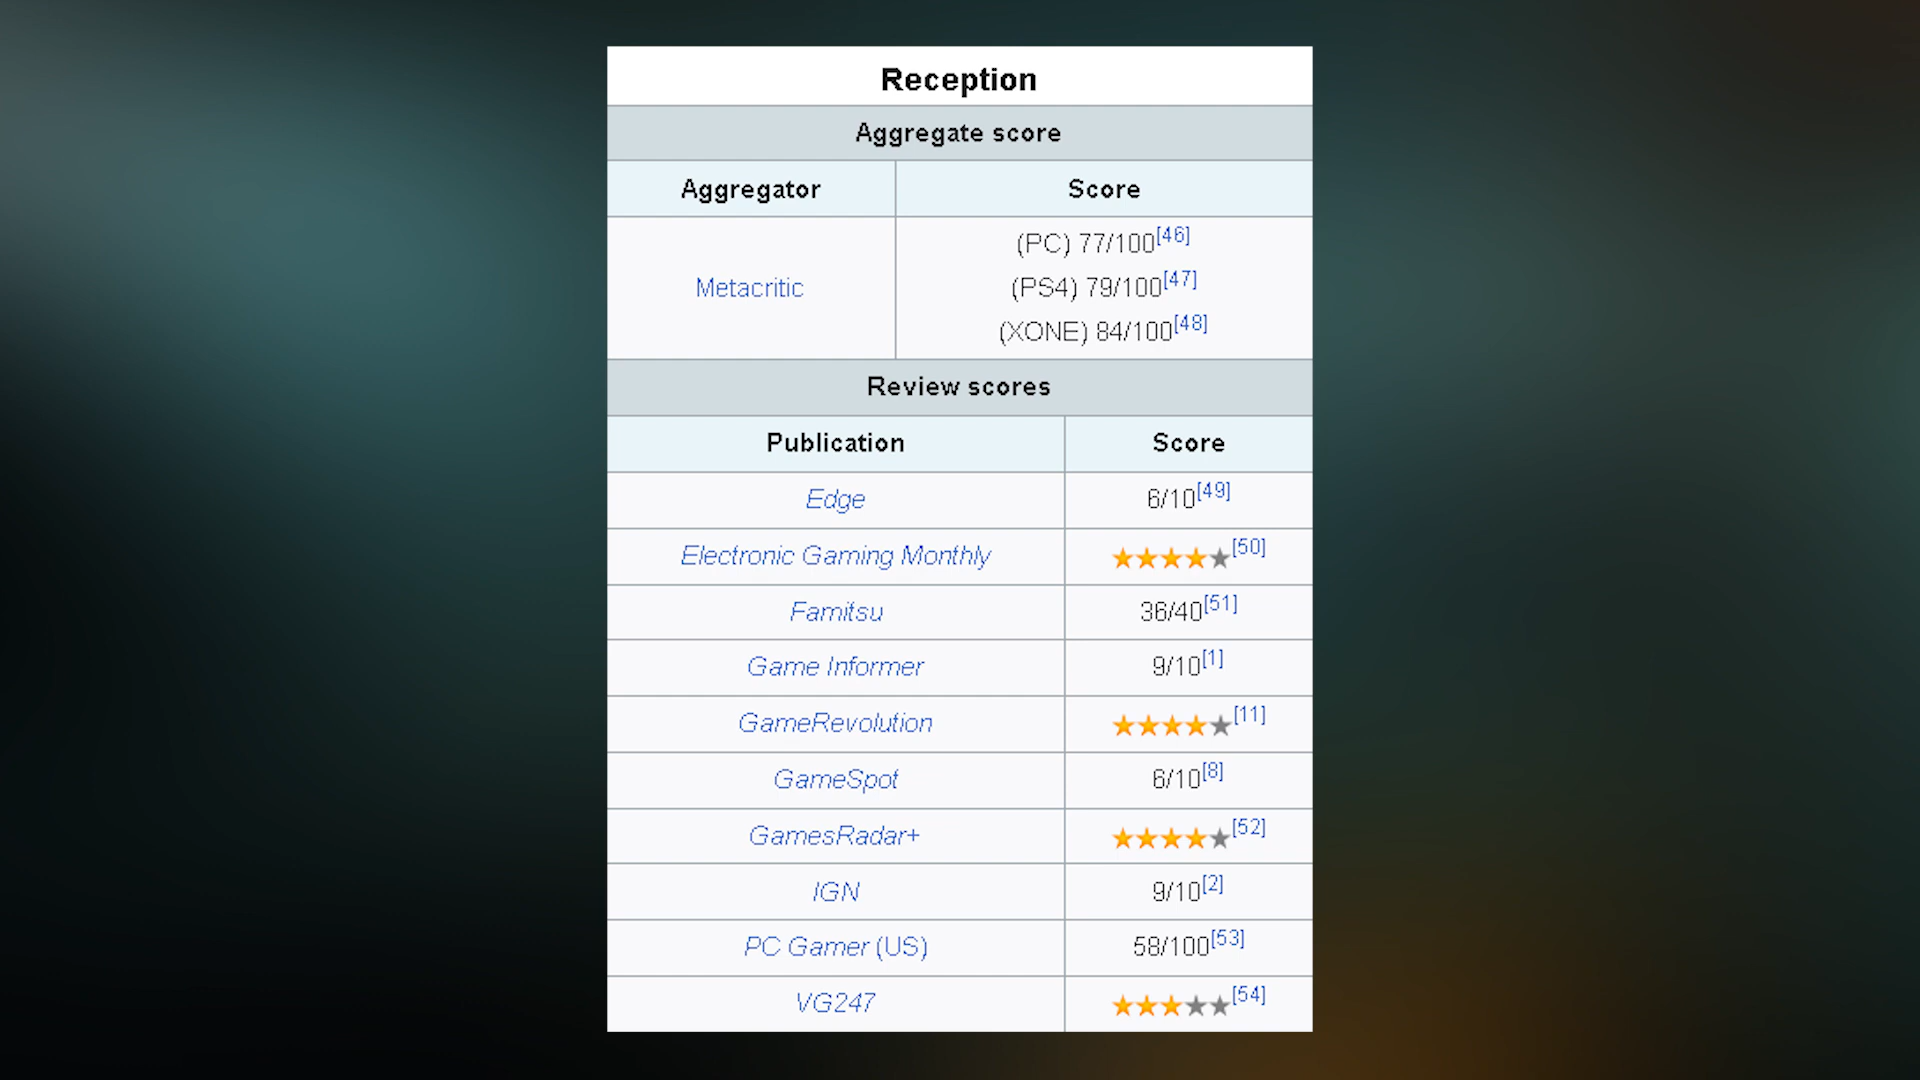 Reception
Aggregate score
Aggregator Score
Metacritic
(PC) 77/100[46]
(PS4) 79/100[47]
(XONE) 84/100[48]
Review scores
Publication Score
Edge 6/10[49]
Electronic Gaming Monthly ★★★★★[50]
Famitsu 36/40[51]
Game Informer 9/10[1]
GameRevolution ★★★★★[11]
GameSpot 6/10[8]
GamesRadar+ ★★★★★[52]
IGN 9/10[2]
PC Gamer (US) 58/100[53]
VG247 ★★★★★[54]